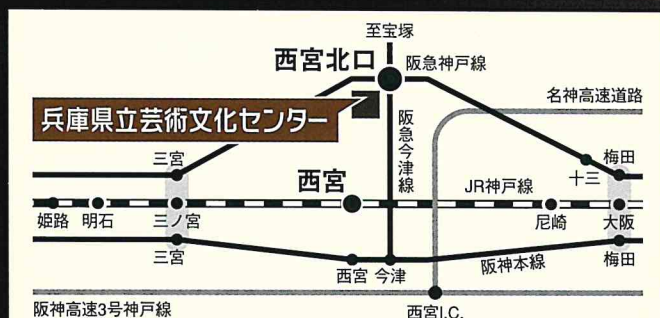 至宝塚
西宮北口
阪急神戸線
名神高速道路
兵庫県立芸術文化センター
阪急今津線
三宮
西宮
JR神戸線
十三
梅田
姫路
明石
三ノ宮
尼崎
大阪
三宮
西宮
今津
阪神本線
梅田
阪神高速3号神戸線
西宮I.C.